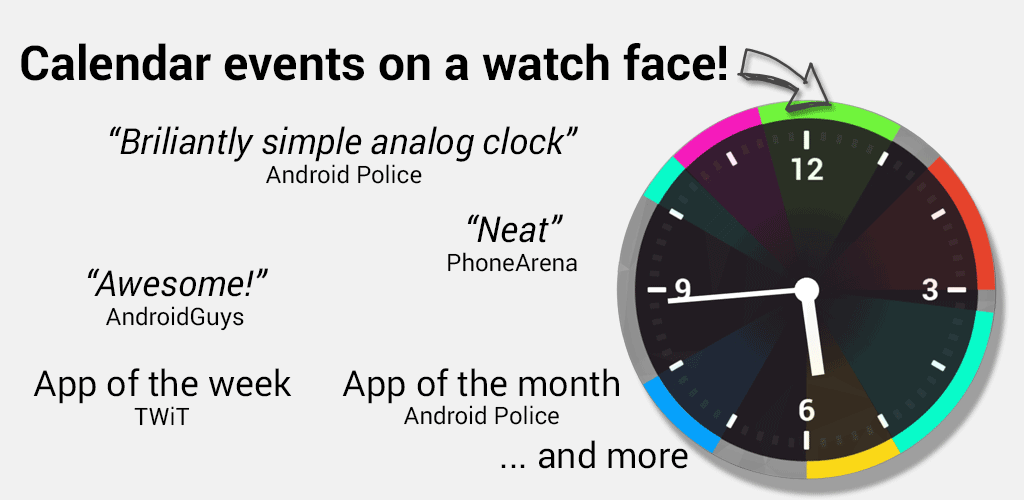 Calendar events on a watch face!
“Briliantly simple analog clock”
Android Police
“Neat”
PhoneArena
“Awesome!”
AndroidGuys
App of the week
TWiT
App of the month
Android Police
... and more
12
3
6
9